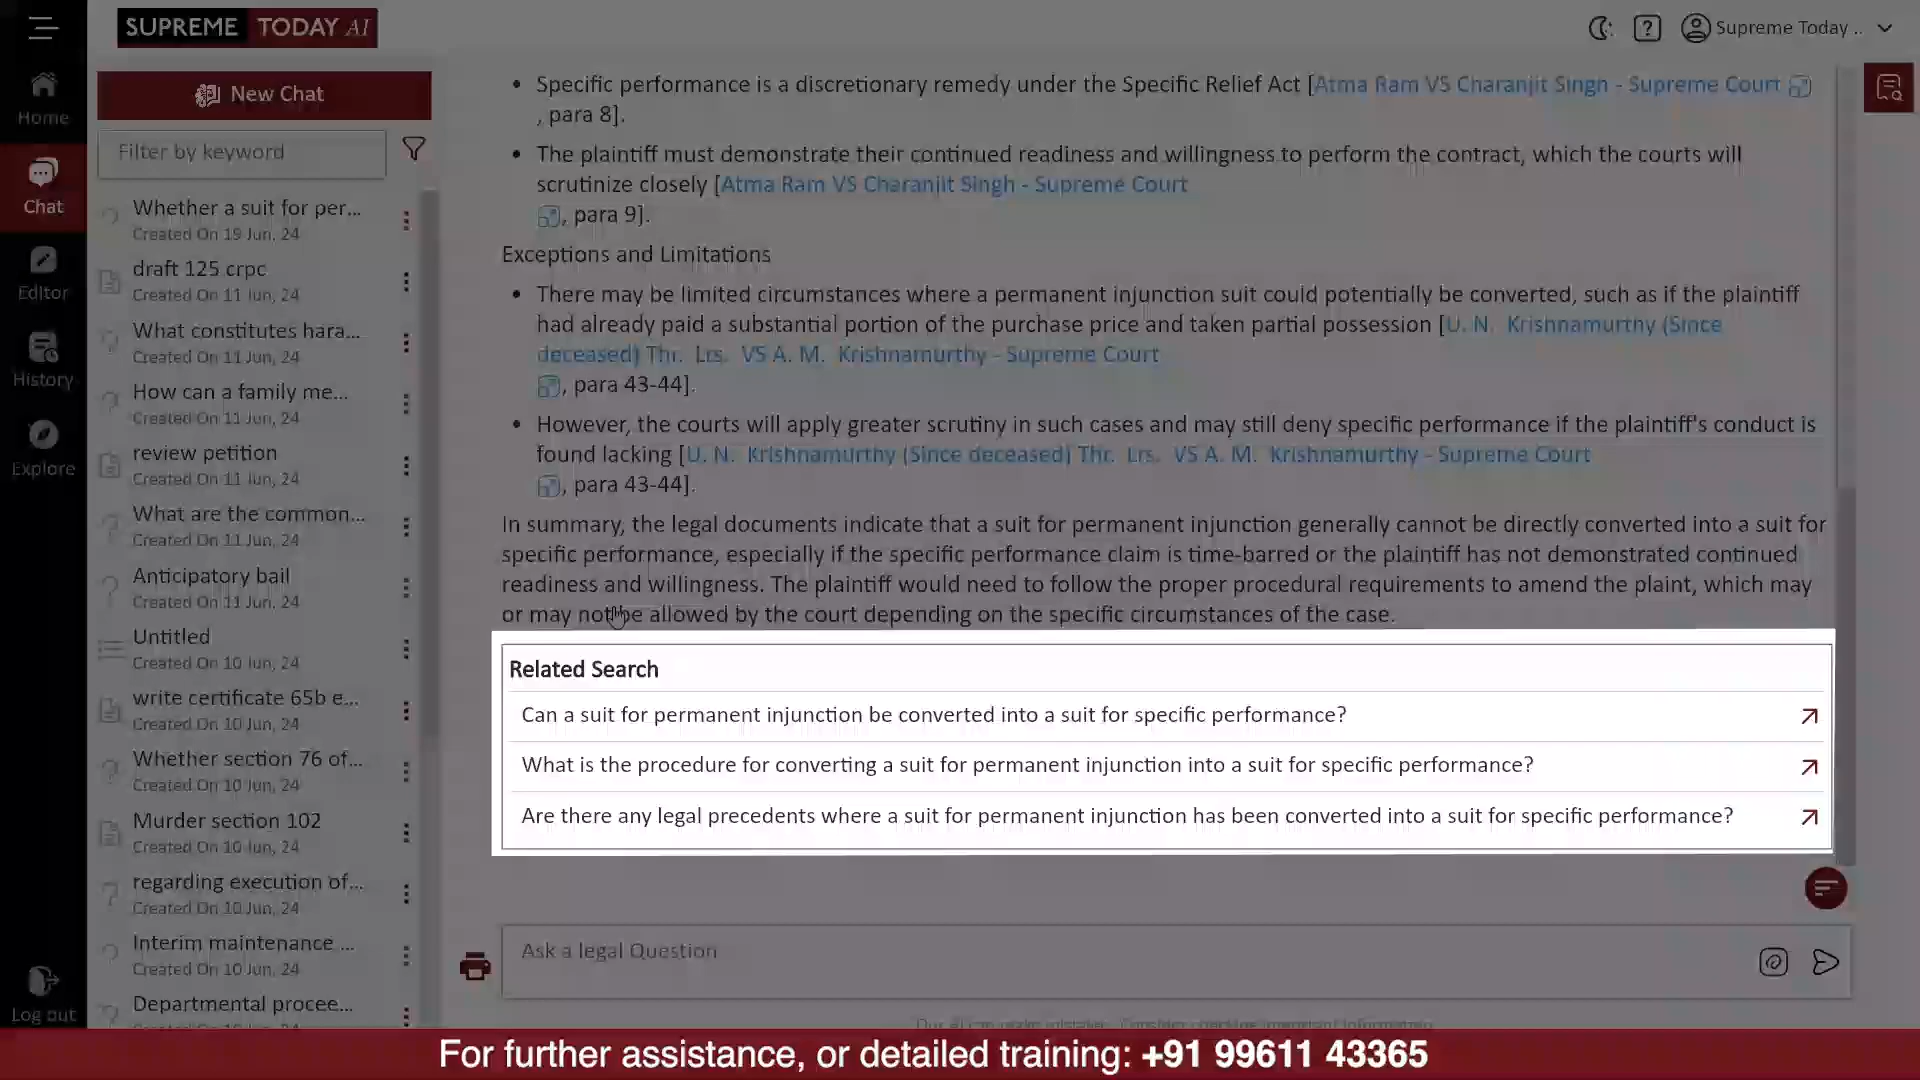 SUPREME TODAY AI
Supreme Today ..
Home
Chat
Editor
History
Explore
Log out
New Chat
Filter by keyword
Whether a suit for per...
Created On 19 Jun, 24
draft 125 crpc
Created On 11 Jun, 24
What constitutes hara...
Created On 11 Jun, 24
How can a family me...
Created On 11 Jun, 24
review petition
Created On 11 Jun, 24
What are the common...
Created On 11 Jun, 24
Anticipatory bail
Created On 11 Jun, 24
Untitled
Created On 10 Jun, 24
write certificate 65b e...
Created On 10 Jun, 24
Whether section 76 of...
Created On 10 Jun, 24
Murder section 102
Created On 10 Jun, 24
regarding execution of...
Created On 10 Jun, 24
Interim maintenance ...
Created On 10 Jun, 24
Departmental procee...
• Specific performance is a discretionary remedy under the Specific Relief Act [Atma Ram VS Charanjit Singh - Supreme Court
, para 8].
• The plaintiff must demonstrate their continued readiness and willingness to perform the contract, which the courts will
scrutinize closely [Atma Ram VS Charanjit Singh - Supreme Court
, para 9].
Exceptions and Limitations
• There may be limited circumstances where a permanent injunction suit could potentially be converted, such as if the plaintiff
had already paid a substantial portion of the purchase price and taken partial possession [U. N. Krishnamurthy (Since
deceased) Thr. Lrs. VS A. M. Krishnamurthy - Supreme Court
, para 43-44].
• However, the courts will apply greater scrutiny in such cases and may still deny specific performance if the plaintiff's conduct is
found lacking [U. N. Krishnamurthy (Since deceased) Thr. Lrs. VS A. M. Krishnamurthy - Supreme Court
, para 43-44].
In summary, the legal documents indicate that a suit for permanent injunction generally cannot be directly converted into a suit for
specific performance, especially if the specific performance claim is time-barred or the plaintiff has not demonstrated continued
readiness and willingness. The plaintiff would need to follow the proper procedural requirements to amend the plaint, which may
or may not be allowed by the court depending on the specific circumstances of the case.
Related Search
Can a suit for permanent injunction be converted into a suit for specific performance?
What is the procedure for converting a suit for permanent injunction into a suit for specific performance?
Are there any legal precedents where a suit for permanent injunction has been converted into a suit for specific performance?
Ask a legal Question
For further assistance, or detailed training: +91 99611 43365